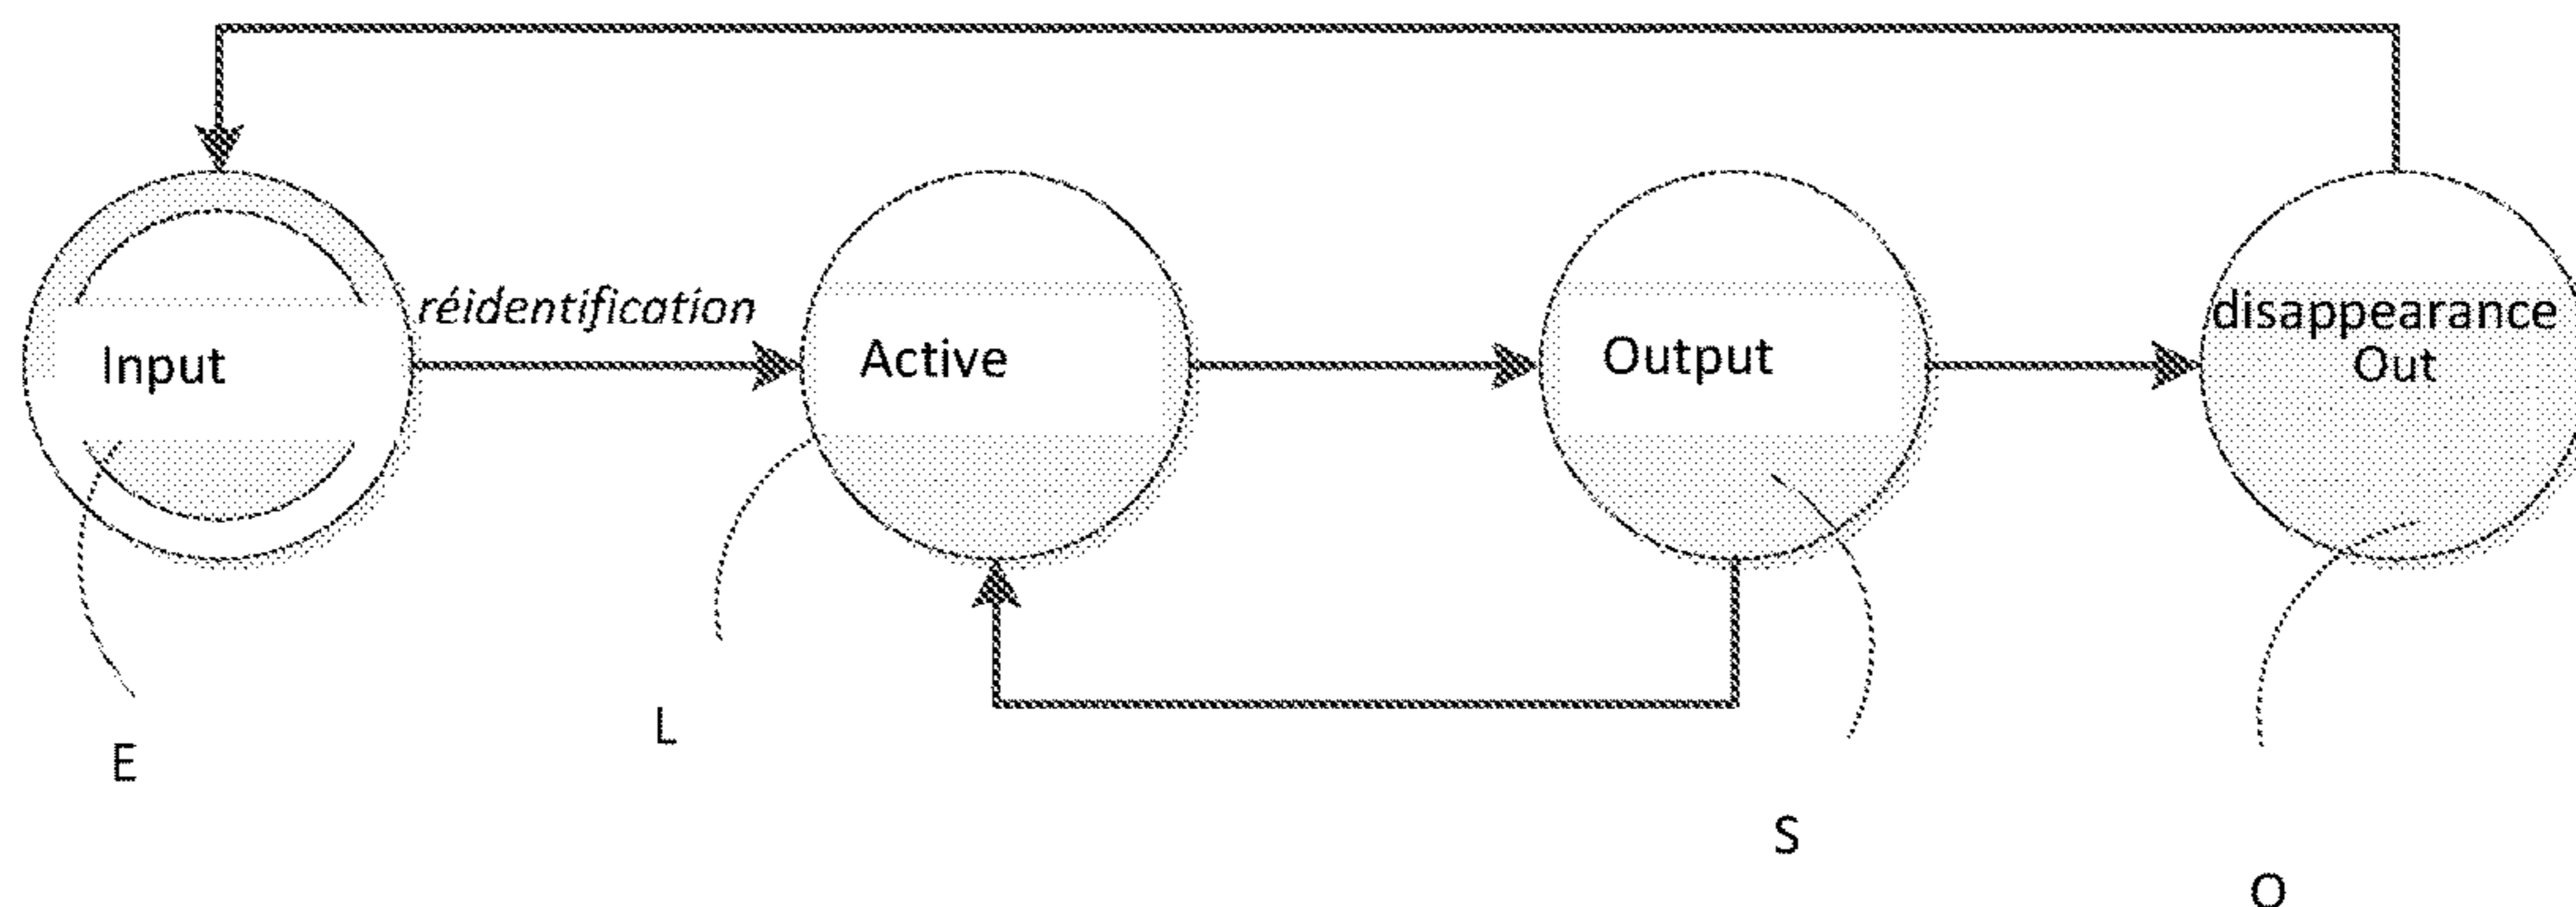 réidentification
Input
Active
Output
disappearance
Out
E
L
S
O